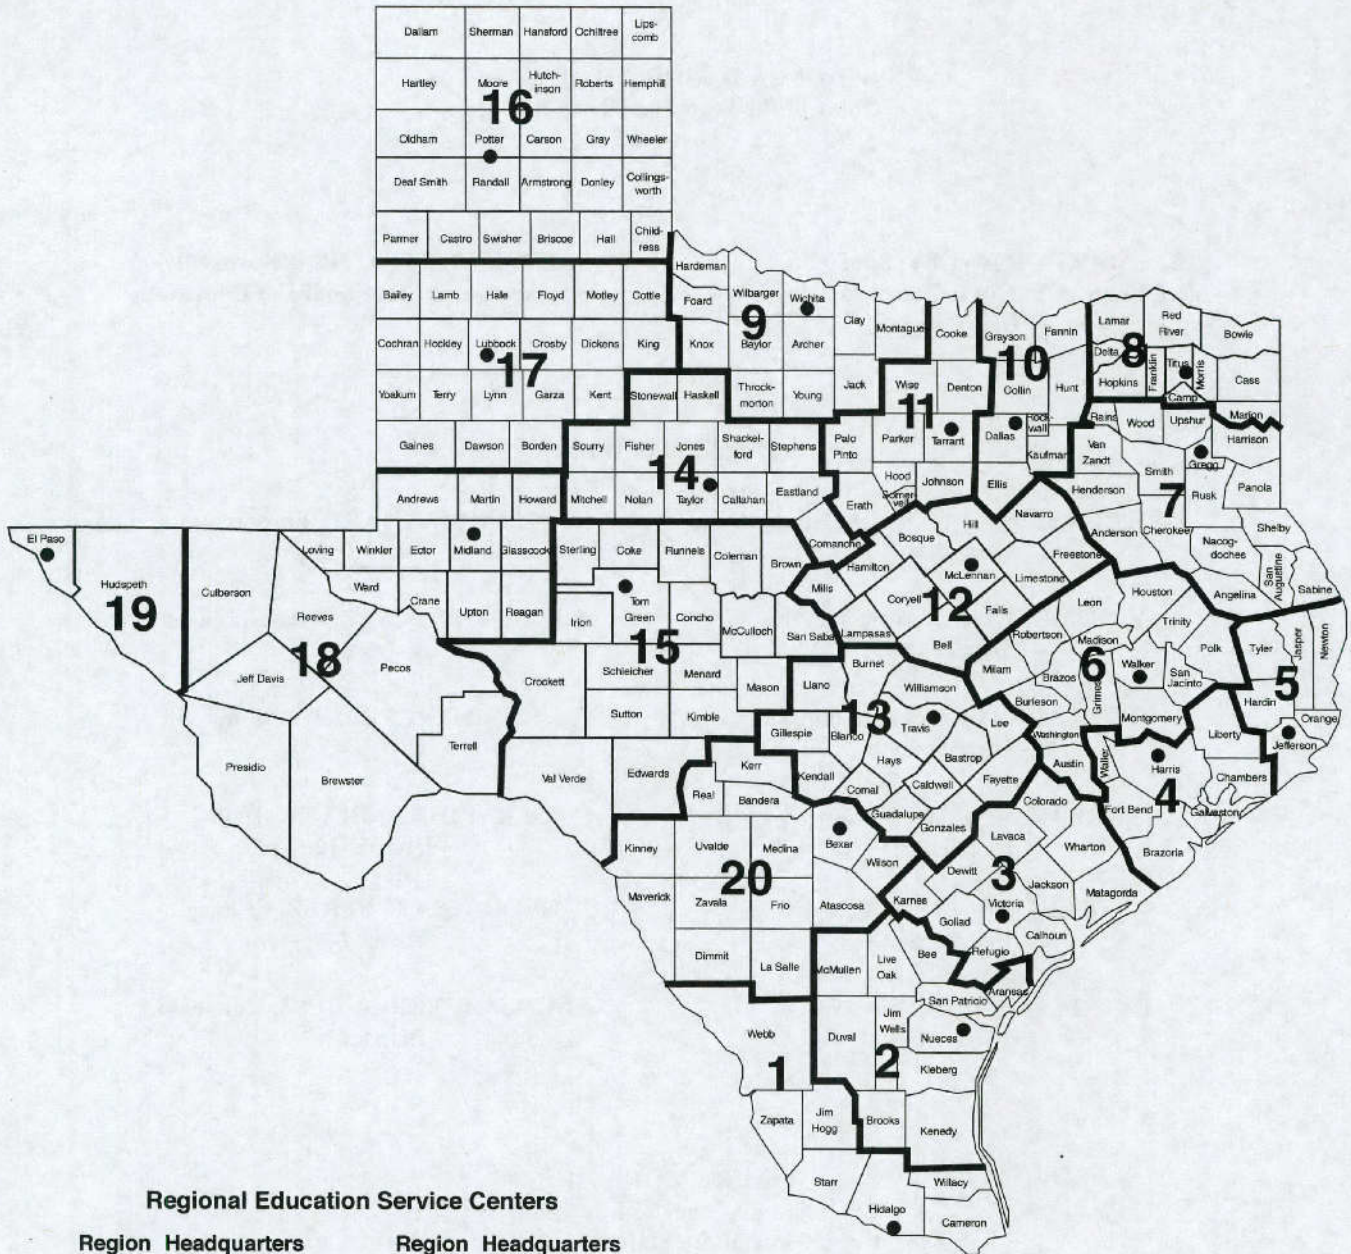 Dallam Sherman Hansford Ochiltree Lips-
comb
Hartley Moore Hutch-
inson Roberts Hemphill
16
Oldham Potter Carson Gray Wheeler
Deaf Smith Randall Armstrong Donley Collings-
worth
Parmer Castro Swisher Briscoe Hall Child-
ress
Bailey Lamb Hale Floyd Motley Cottle
Cochran Hockley Lubbock Crosby Dickens King
17
Yoakum Terry Lynn Garza Kent
Gaines Dawson Borden
Hardeman
Foard Wilbarger Wichita Clay Montague
9
Knox Baylor Archer
Throck-
morton Young Jack
Cooke Grayson Fannin
10
Collin Hunt
Rock-
wall
Dallas Kaufman
Ellis
Lamar Red
River Bowie
8
Delta Hopkins Franklin Titus Morris Camp Cass
Marion
Wise Denton
11
Palo
Pinto Parker Tarrant
Hood Johnson
Somer-
vell
Erath
Rains Wood Upshur Harrison
Van
Zandt Smith Gregg
7
Henderson Rusk Panola
Anderson Cherokee Nacog-
doches Shelby
San
Augustine Sabine
Angelina
Stonewall Haskell
Scurry Fisher Jones Shackel-
ford Stephens
14
Mitchell Nolan Taylor Callahan Eastland
Comanche
Andrews Martin Howard
El Paso Hudspeth
19
Culberson Loving Winkler Ector Midland Glasscock
Ward Crane Upton Reagan
Reeves
18
Jeff Davis Pecos
Presidio Brewster Terrell
Sterling Coke Runnels Coleman Brown
Irion Tom
Green Concho McCulloch San Saba
15
Crockett Schleicher Menard Mason
Sutton Kimble
Val Verde Edwards
Mills Hamilton Bosque Hill Navarro
Freestone
McLennan Limestone
Coryell 12 Falls
Lampasas Bell
Leon Houston
Trinity
Robertson Madison Polk
6
Milam Brazos Grimes Walker San
Jacinto
Burleson Montgomery
Washington
Tyler Jasper Newton
5
Hardin Orange
Jefferson
Llano Burnet Williamson
13
Gillespie Blanco Travis Lee
Hays Bastrop
Kendall Comal Caldwell Fayette
Guadalupe Gonzales
Liberty
Austin Waller Harris Chambers
4
Fort Bend Galveston
Brazoria
Kerr
Real Bandera
Kinney Uvalde Medina Bexar Wilson
20
Maverick Zavala Frio Atascosa
Dimmit La Salle
Colorado
Lavaca Wharton
Dewitt 3 Jackson Matagorda
Karnes Goliad Victoria
Calhoun
Refugio
McMullen Live
Oak Bee Aransas
San Patricio
Duval Jim
Wells Nueces
2
Kleberg
Brooks Kenedy
Webb
1
Zapata Jim
Hogg
Starr Hidalgo Willacy
Cameron
Regional Education Service Centers
Region Headquarters Region Headquarters